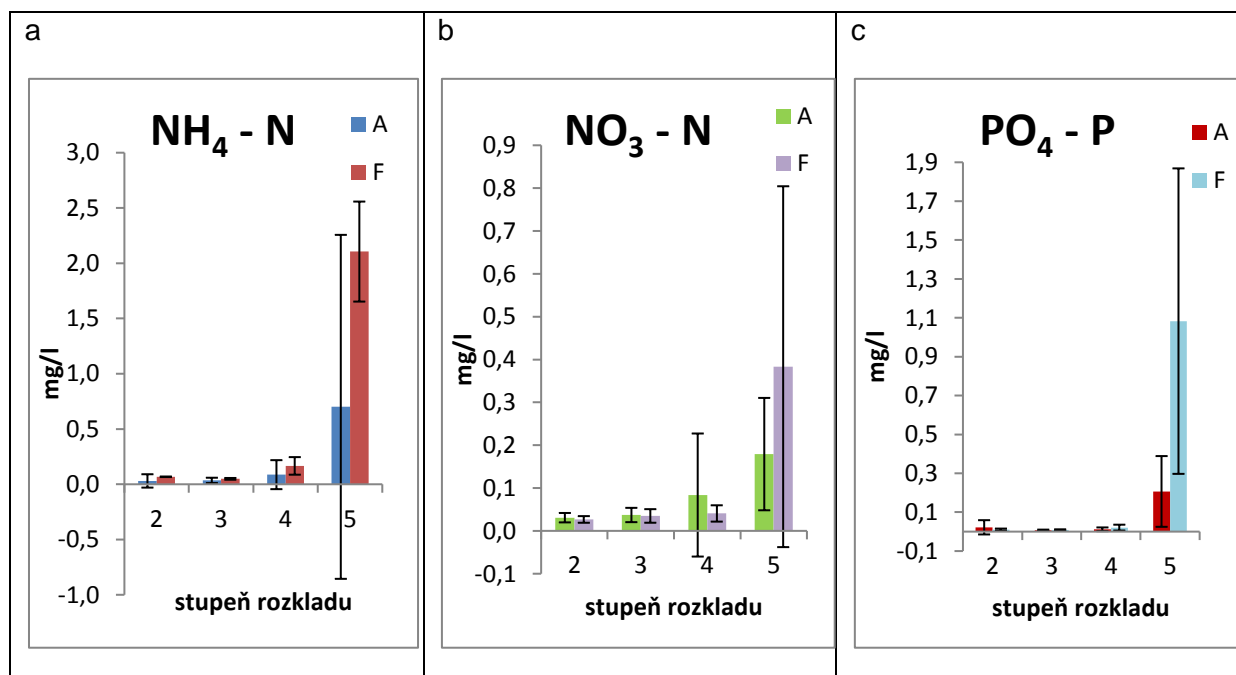 a
NH₄ - N
A
F
3,0
2,5
2,0
1,5
1,0
0,5
0,0
-0,5
-1,0
mg/l
2 3 4 5
stupeň rozkladu
b
NO₃ - N
A
F
0,9
0,8
0,7
0,6
0,5
0,4
0,3
0,2
0,1
0,0
-0,1
mg/l
2 3 4 5
stupeň rozkladu
c
PO₄ - P
A
F
1,9
1,7
1,5
1,3
1,1
0,9
0,7
0,5
0,3
0,1
-0,1
mg/l
2 3 4 5
stupeň rozkladu